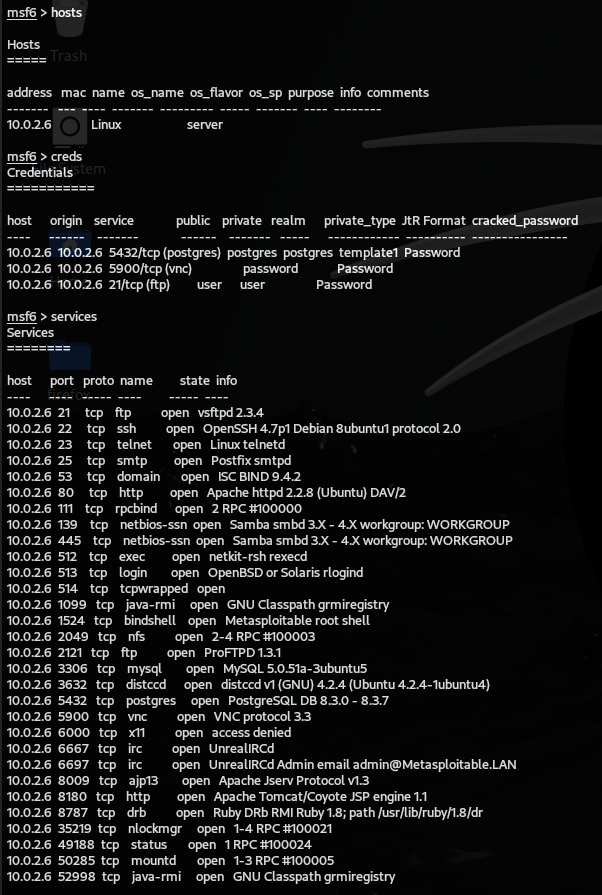 msf6 > hosts
Hosts
=====
address mac name os_name os_flavor os_sp purpose info comments
------- --- ---- ------- --------- ----- ------- ---- --------
10.0.2.6 Linux server
msf6 > creds
Credentials
===========
host origin service public private realm private_type JtR Format cracked_password
---- ------ ------- ------ ------- ----- ------------ ---------- ----------------
10.0.2.6 10.0.2.6 5432/tcp (postgres) postgres postgres template1 Password
10.0.2.6 10.0.2.6 5900/tcp (vnc) password Password
10.0.2.6 10.0.2.6 21/tcp (ftp) user user Password
msf6 > services
Services
========
host port proto name state info
---- ---- ----- ---- ----- ----
10.0.2.6 21 tcp ftp open vsftpd 2.3.4
10.0.2.6 22 tcp ssh open OpenSSH 4.7p1 Debian 8ubuntu1 protocol 2.0
10.0.2.6 23 tcp telnet open Linux telnetd
10.0.2.6 25 tcp smtp open Postfix smtpd
10.0.2.6 53 tcp domain open ISC BIND 9.4.2
10.0.2.6 80 tcp http open Apache httpd 2.2.8 (Ubuntu) DAV/2
10.0.2.6 111 tcp rpcbind open 2 RPC #100000
10.0.2.6 139 tcp netbios-ssn open Samba smbd 3.X - 4.X workgroup: WORKGROUP
10.0.2.6 445 tcp netbios-ssn open Samba smbd 3.X - 4.X workgroup: WORKGROUP
10.0.2.6 512 tcp exec open netkit-rsh rexecd
10.0.2.6 513 tcp login open OpenBSD or Solaris rlogind
10.0.2.6 514 tcp tcpwrapped open
10.0.2.6 1099 tcp java-rmi open GNU Classpath grmiregistry
10.0.2.6 1524 tcp bindshell open Metasploitable root shell
10.0.2.6 2049 tcp nfs open 2-4 RPC #100003
10.0.2.6 2121 tcp ftp open ProFTPD 1.3.1
10.0.2.6 3306 tcp mysql open MySQL 5.0.51a-3ubuntu5
10.0.2.6 3632 tcp distccd open distccd v1 (GNU) 4.2.4 (Ubuntu 4.2.4-1ubuntu4)
10.0.2.6 5432 tcp postgres open PostgreSQL DB 8.3.0 - 8.3.7
10.0.2.6 5900 tcp vnc open VNC protocol 3.3
10.0.2.6 6000 tcp x11 open access denied
10.0.2.6 6667 tcp irc open UnrealIRCd
10.0.2.6 6697 tcp irc open UnrealIRCd Admin email admin@Metasploitable.LAN
10.0.2.6 8009 tcp ajp13 open Apache Jserv Protocol v1.3
10.0.2.6 8180 tcp http open Apache Tomcat/Coyote JSP engine 1.1
10.0.2.6 8787 tcp drb open Ruby DRb RMI Ruby 1.8; path /usr/lib/ruby/1.8/dr
10.0.2.6 35219 tcp nlockmgr open 1-4 RPC #100021
10.0.2.6 49188 tcp status open 1 RPC #100024
10.0.2.6 50285 tcp mountd open 1-3 RPC #100005
10.0.2.6 52998 tcp java-rmi open GNU Classpath grmiregistry
Trash